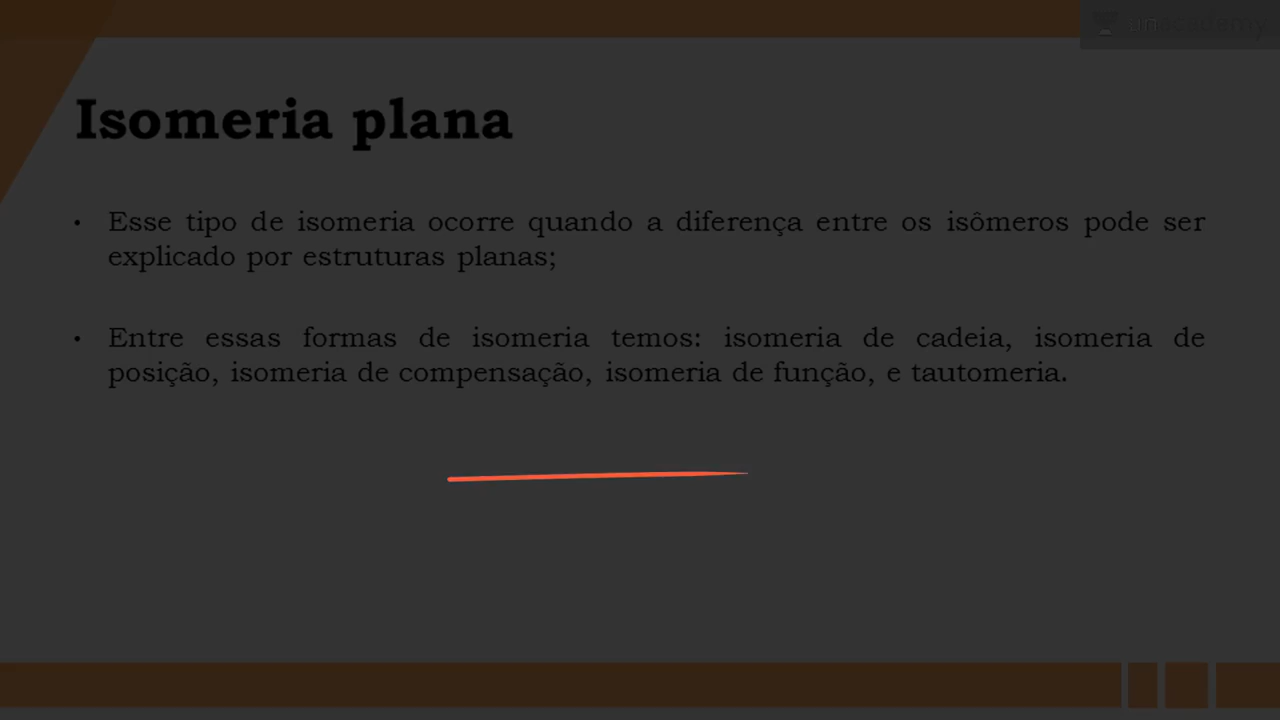 unacademy
Isomeria plana
• Esse tipo de isomeria ocorre quando a diferença entre os isômeros pode ser
explicado por estruturas planas;
• Entre essas formas de isomeria temos: isomeria de cadeia, isomeria de
posição, isomeria de compensação, isomeria de função, e tautomeria.